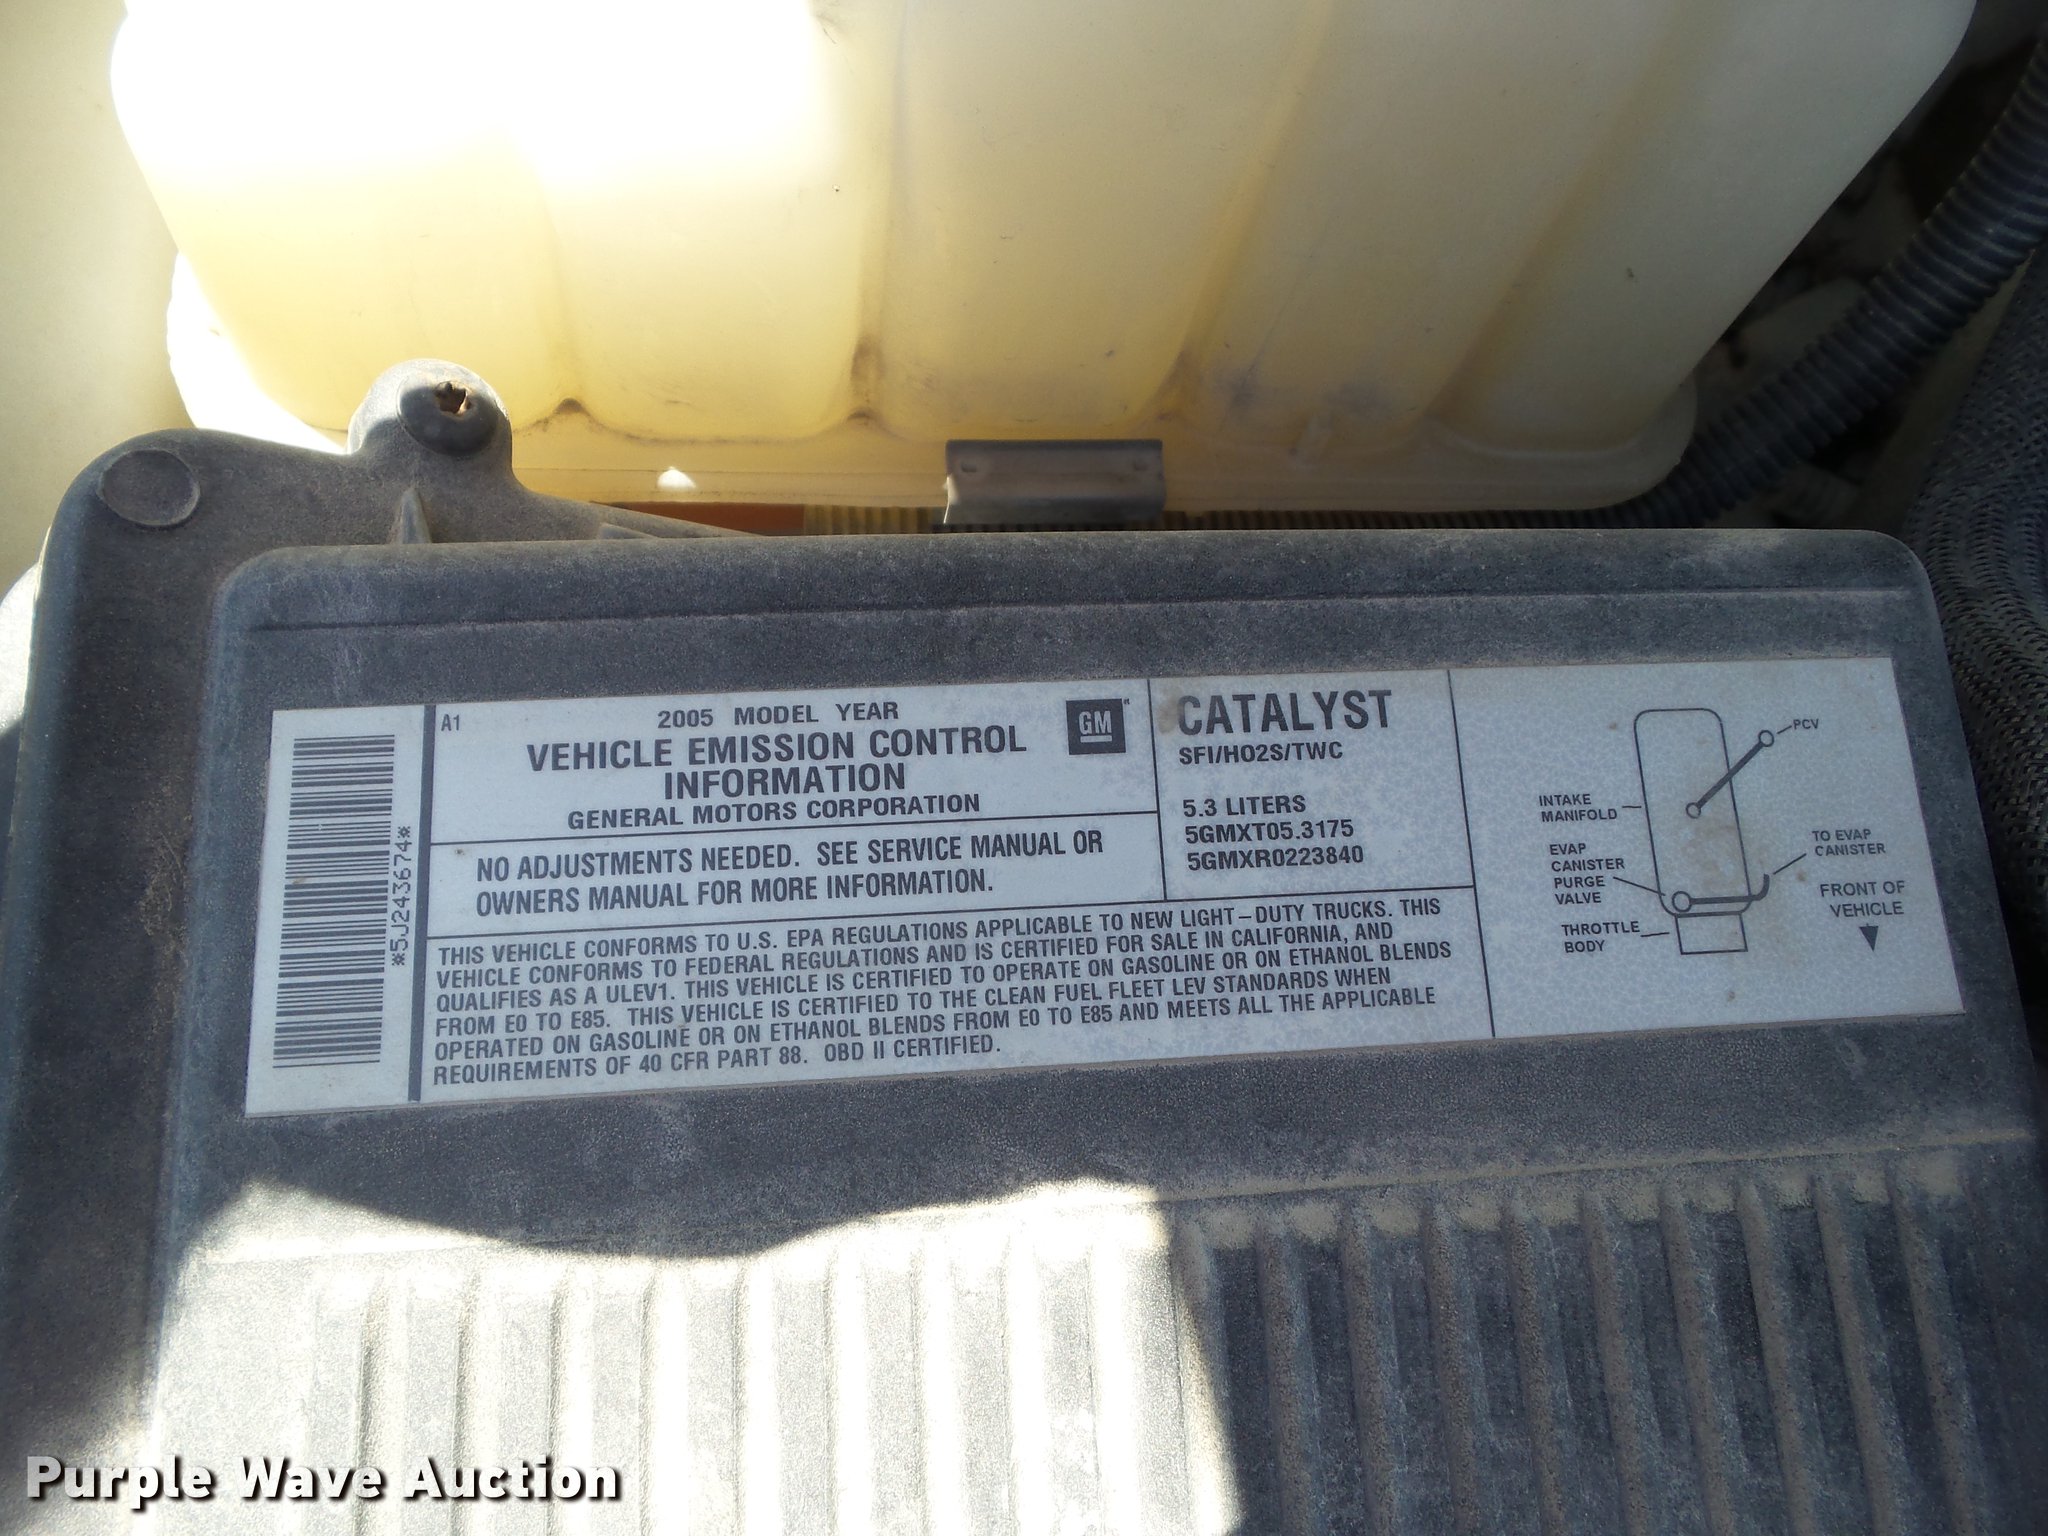 A1
2005 MODEL YEAR
VEHICLE EMISSION CONTROL
INFORMATION
GENERAL MOTORS CORPORATION
GM
NO ADJUSTMENTS NEEDED. SEE SERVICE MANUAL OR
OWNERS MANUAL FOR MORE INFORMATION.
CATALYST
SFI/HO2S/TWC
5.3 LITERS
5GMXT05.3175
5GMXR0223840
THIS VEHICLE CONFORMS TO U.S. EPA REGULATIONS APPLICABLE TO NEW LIGHT-DUTY TRUCKS. THIS
VEHICLE CONFORMS TO FEDERAL REGULATIONS AND IS CERTIFIED FOR SALE IN CALIFORNIA, AND
QUALIFIES AS A ULEV1. THIS VEHICLE IS CERTIFIED TO OPERATE ON GASOLINE OR ON ETHANOL BLENDS
FROM E0 TO E85. THIS VEHICLE IS CERTIFIED TO THE CLEAN FUEL FLEET LEV STANDARDS WHEN
OPERATED ON GASOLINE OR ON ETHANOL BLENDS FROM E0 TO E85 AND MEETS ALL THE APPLICABLE
REQUIREMENTS OF 40 CFR PART 88. OBD II CERTIFIED.
*5J2436674*
PCV
INTAKE
MANIFOLD
EVAP
CANISTER
PURGE
VALVE
THROTTLE
BODY
TO EVAP
CANISTER
FRONT OF
VEHICLE
Purple Wave Auction